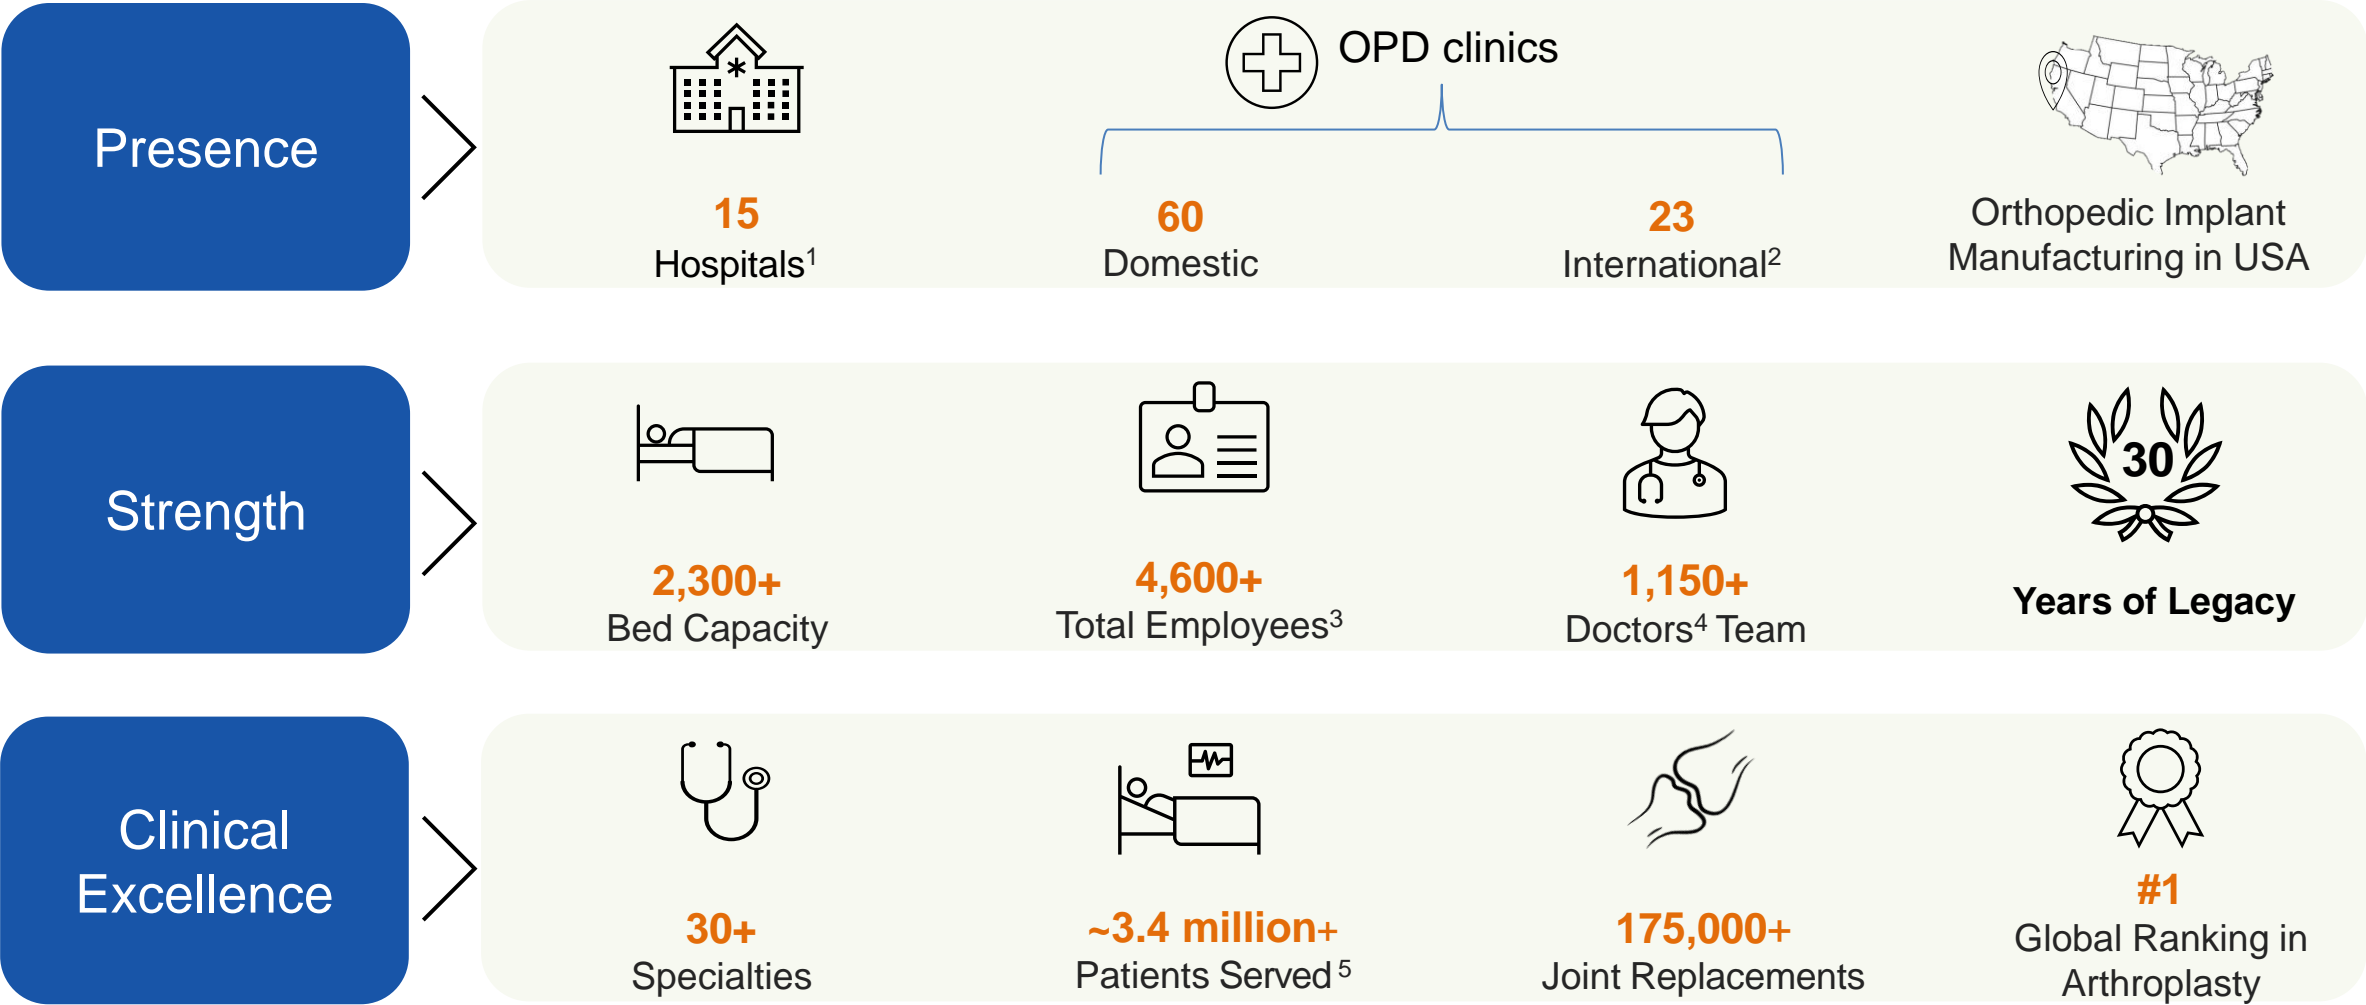 Presence
OPD clinics
15
Hospitals1
60
Domestic
23
International2
Orthopedic Implant
Manufacturing in USA
Strength
2,300+
Bed Capacity
4,600+
Total Employees3
1,150+
Doctors4 Team
30
Years of Legacy
Clinical
Excellence
30+
Specialties
~3.4 million+
Patients Served 5
175,000+
Joint Replacements
#1
Global Ranking in
Arthroplasty